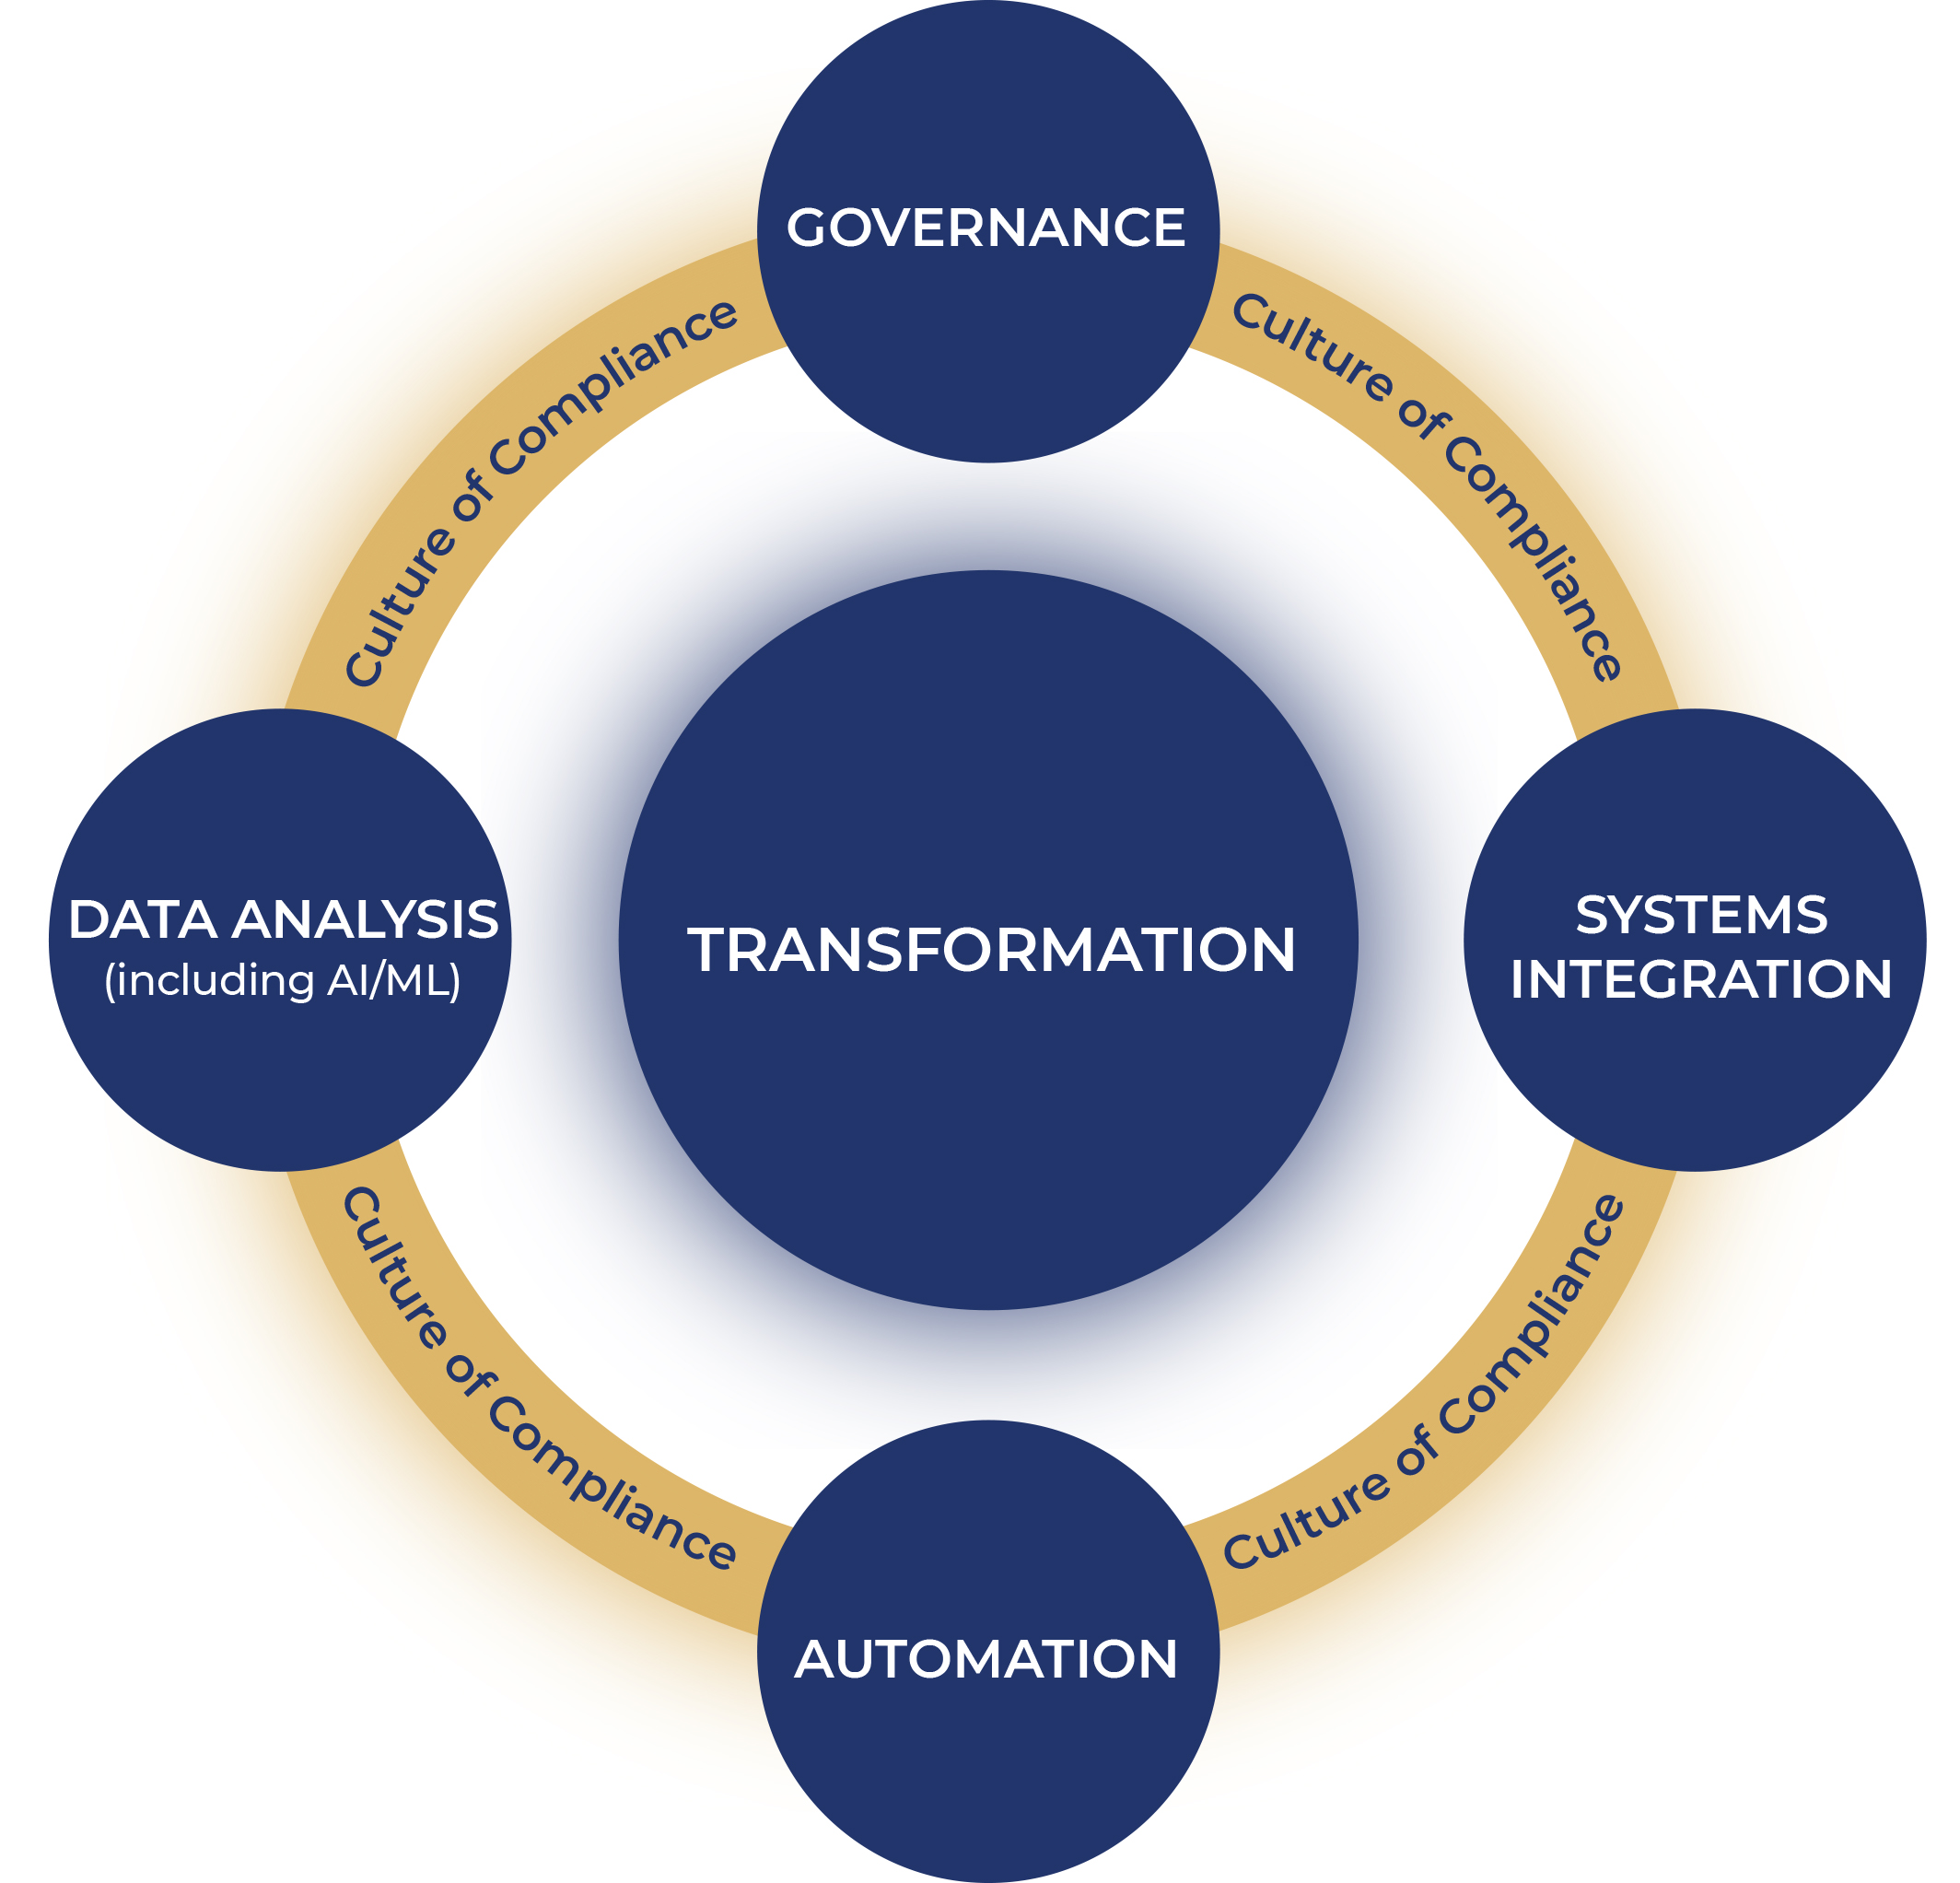 GOVERNANCE
Culture of Compliance
Culture of Compliance
DATA ANALYSIS
(including AI/ML)
TRANSFORMATION
SYSTEMS
INTEGRATION
Culture of Compliance
Culture of Compliance
AUTOMATION